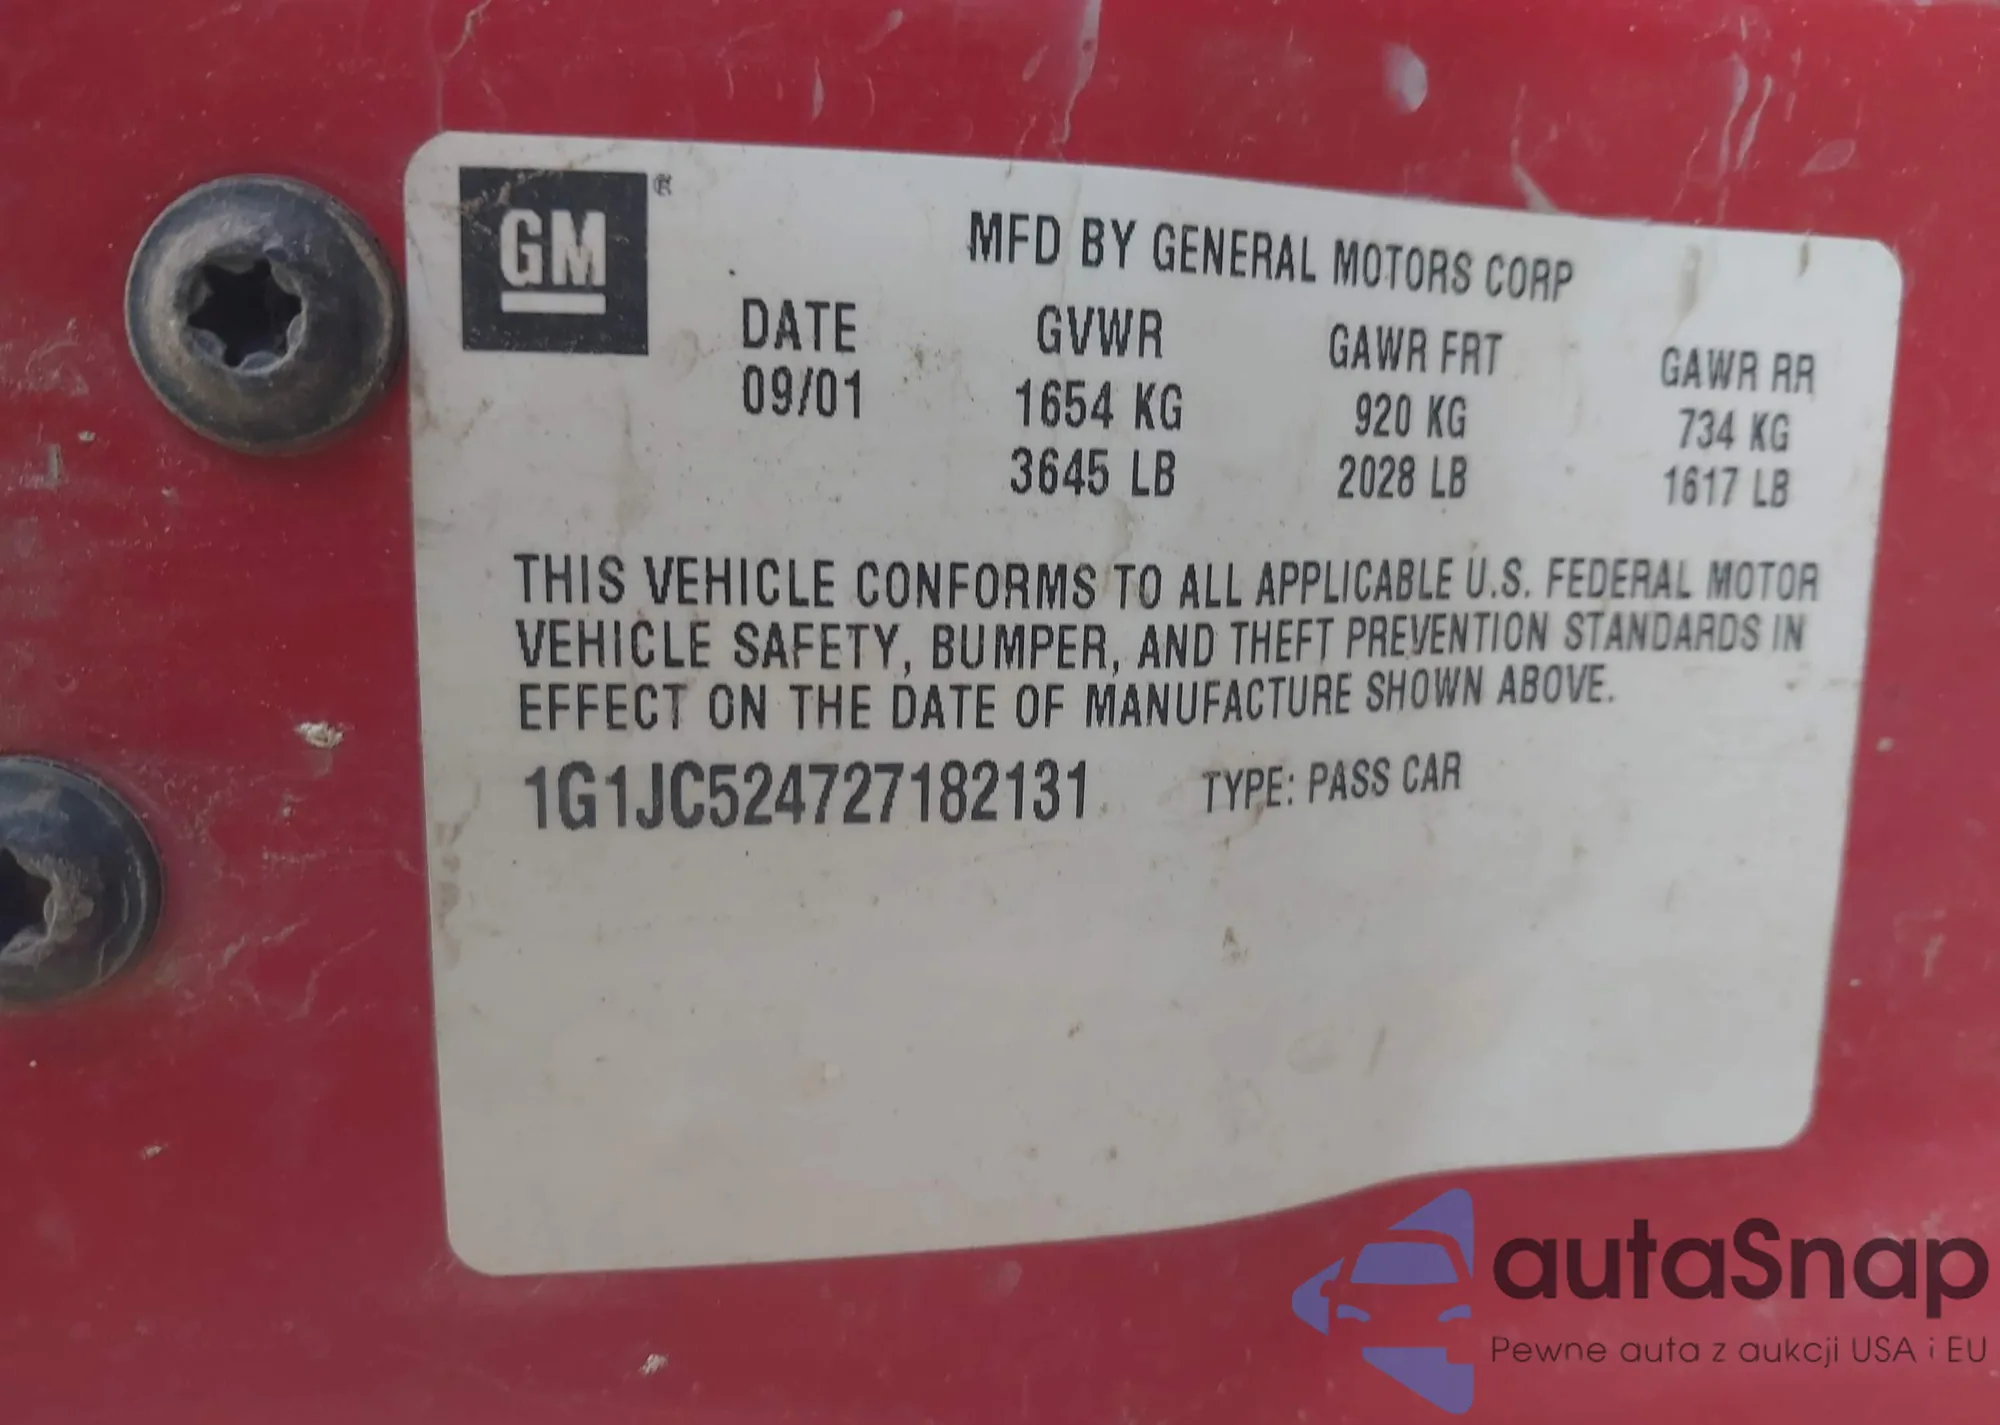 GM ®
MFD BY GENERAL MOTORS CORP
DATE GVWR GAWR FRT GAWR RR
09/01 1654 KG 920 KG 734 KG
3645 LB 2028 LB 1617 LB
THIS VEHICLE CONFORMS TO ALL APPLICABLE U.S. FEDERAL MOTOR
VEHICLE SAFETY, BUMPER, AND THEFT PREVENTION STANDARDS IN
EFFECT ON THE DATE OF MANUFACTURE SHOWN ABOVE.
1G1JC524727182131 TYPE: PASS CAR
autaSnap
Pewne auta z aukcji USA i EU